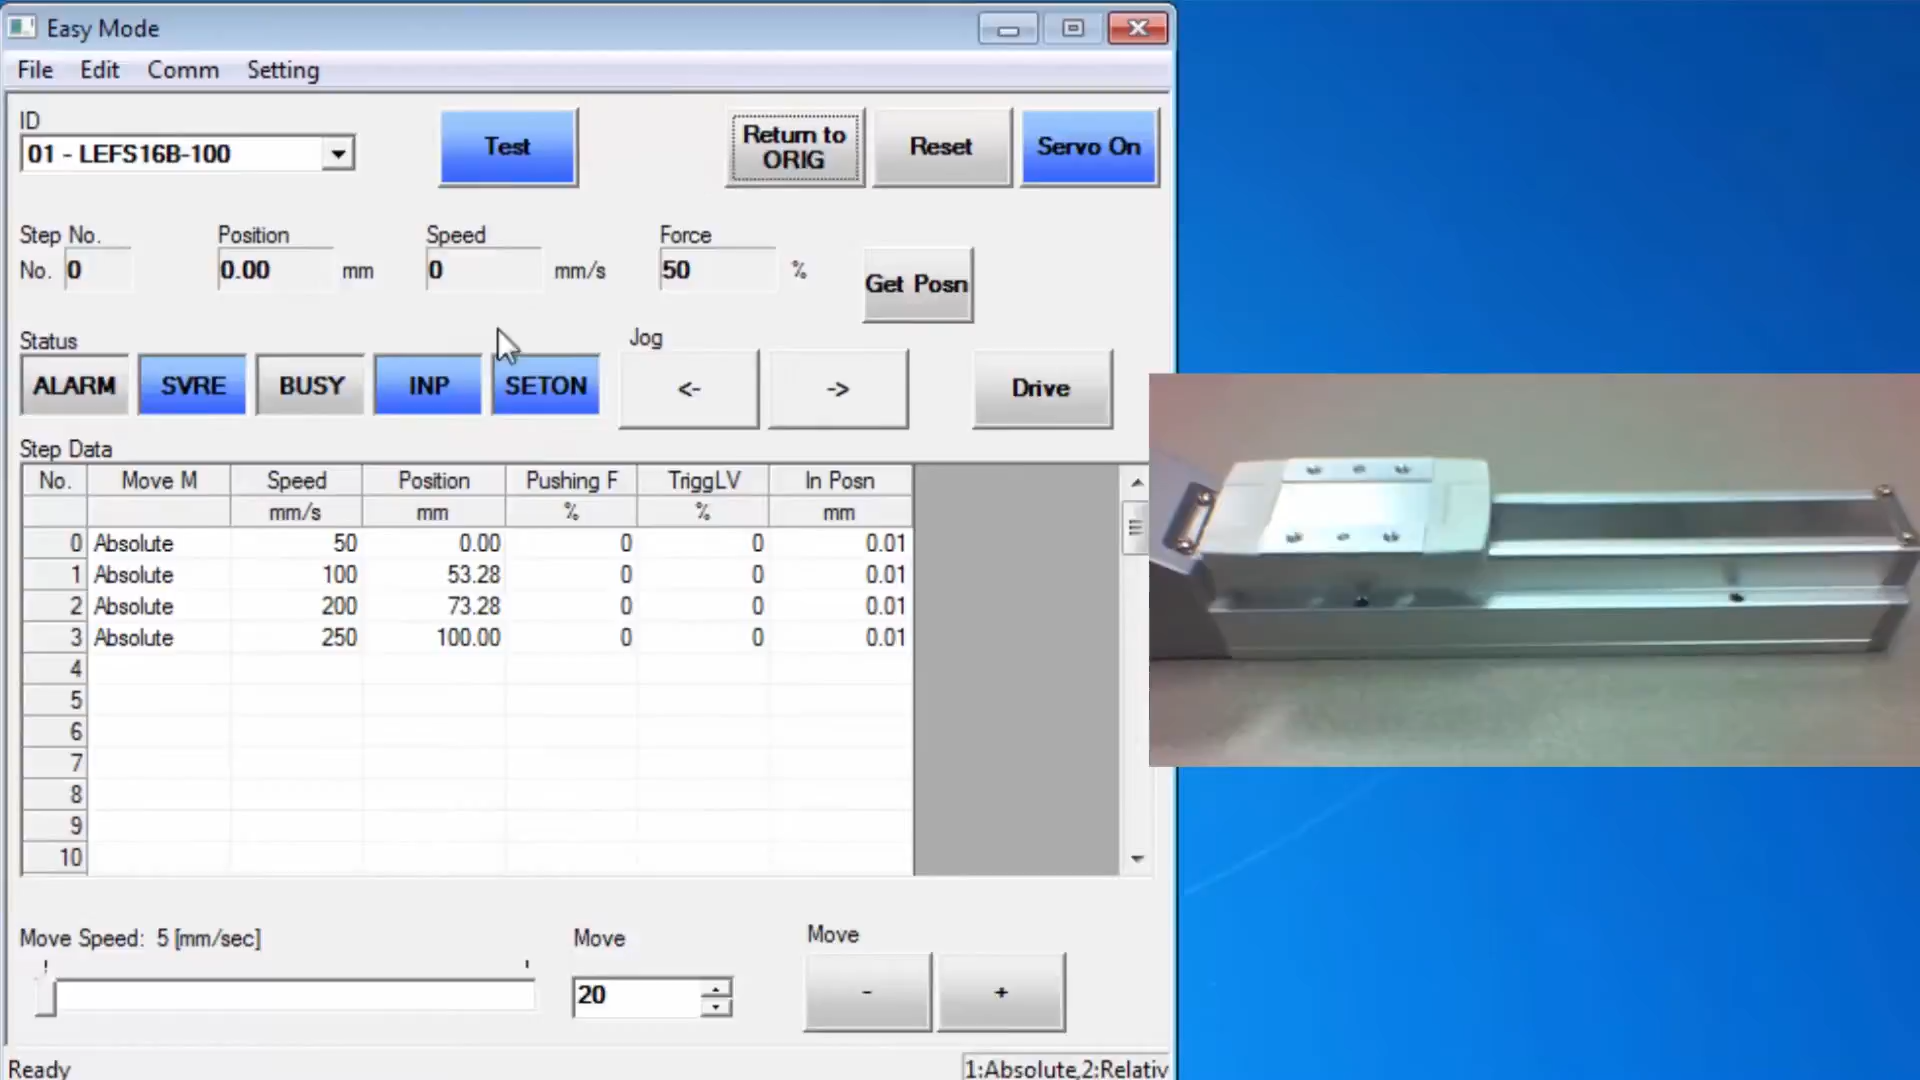 Easy Mode
File Edit Comm Setting
ID
01 - LEFS16B-100
Test
Return to
ORIG
Reset
Servo On
Step No. Position Speed Force
No. 0 0.00 mm 0 mm/s 50 %
Get Posn
Status
Jog
ALARM SVRE BUSY INP SETON <- -> Drive
Step Data
No. Move M Speed Position Pushing F TriggLV In Posn
mm/s mm % % mm
0 Absolute 50 0.00 0 0 0.01
1 Absolute 100 53.28 0 0 0.01
2 Absolute 200 73.28 0 0 0.01
3 Absolute 250 100.00 0 0 0.01
4
5
6
7
8
9
10
Move Speed: 5 [mm/sec] Move Move
20 - +
Ready 1:Absolute,2:Relativ